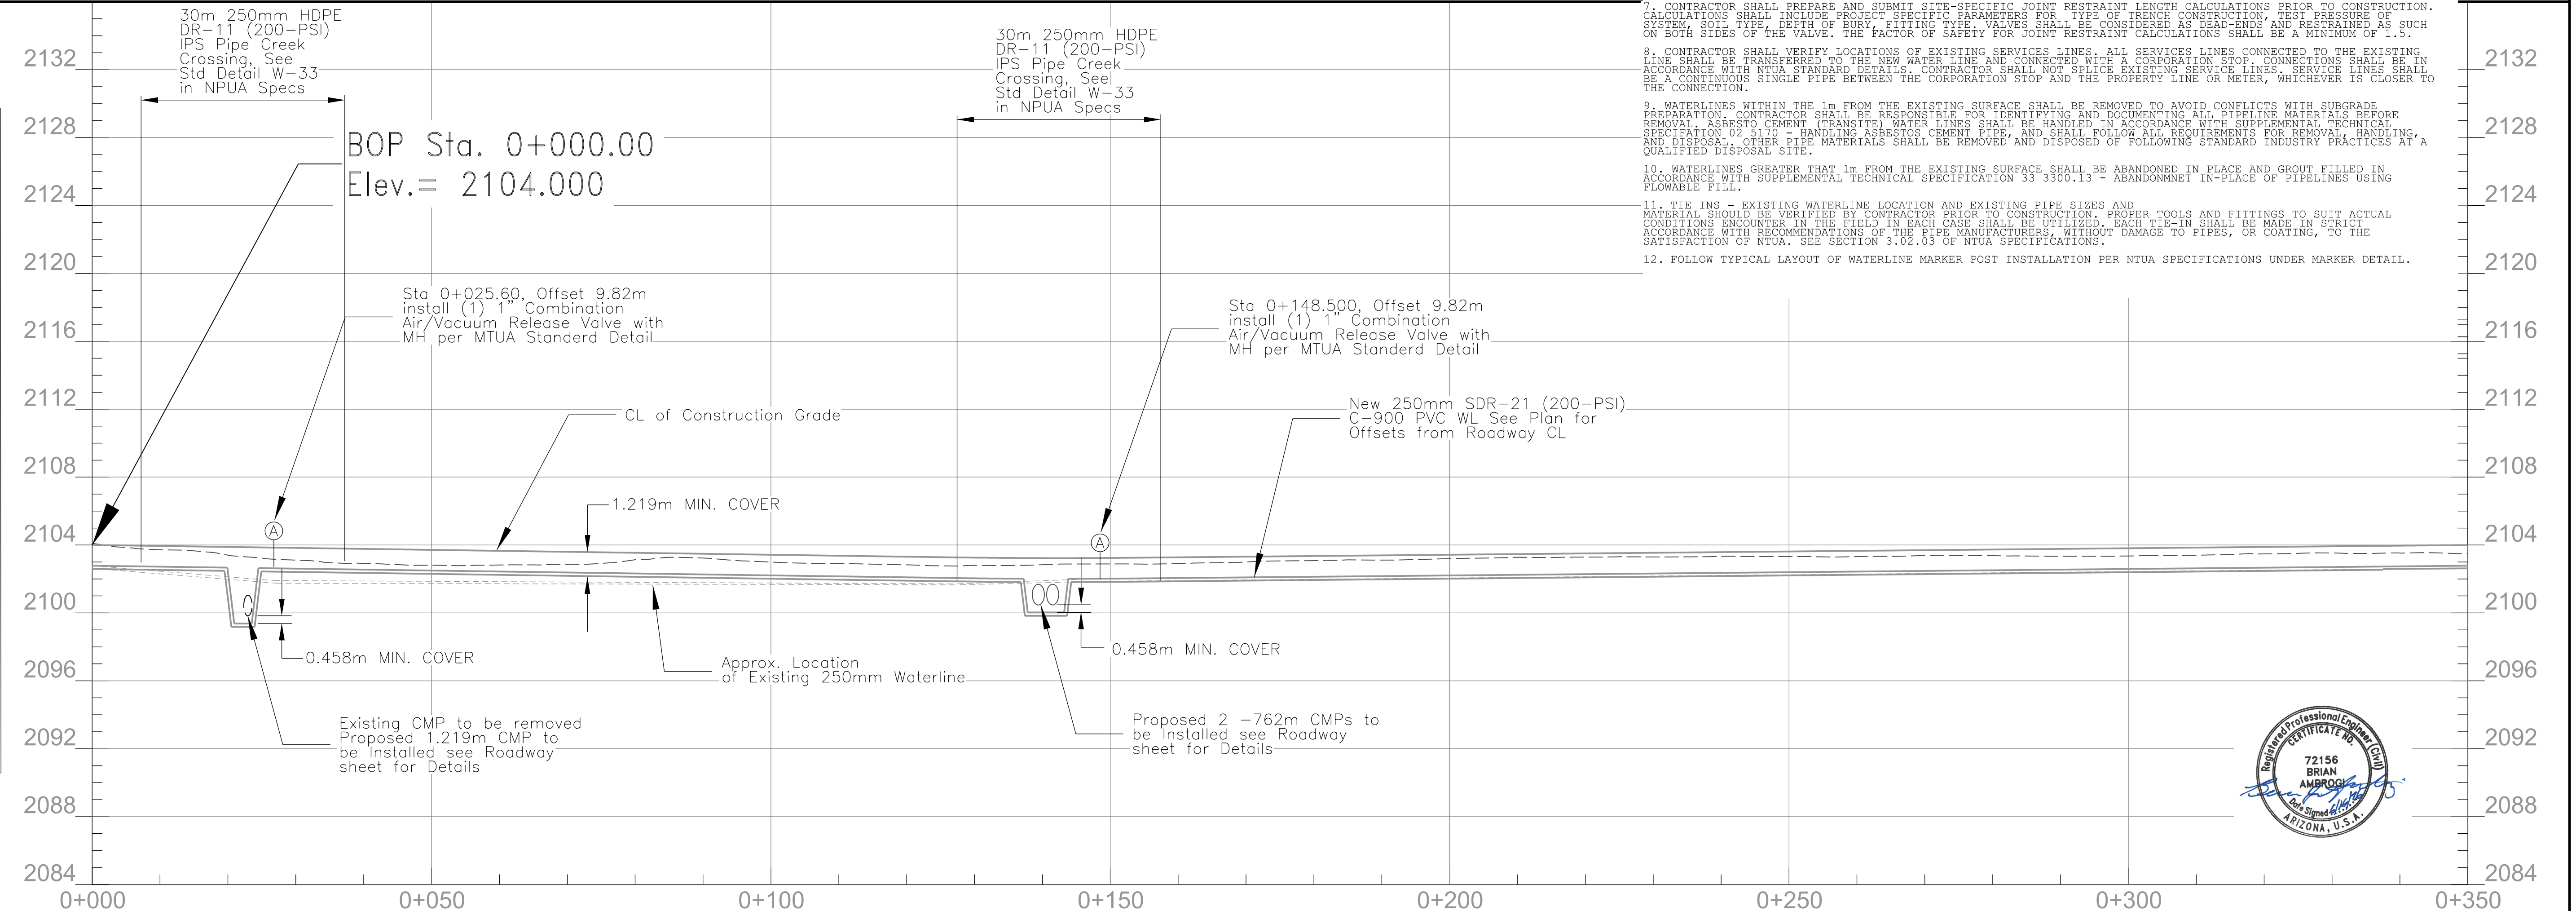 30m 250mm HDPE
DR-11 (200-PSI)
IPS Pipe Creek
Crossing, See
Std Detail W-33
in NPUA Specs
30m 250mm HDPE
DR-11 (200-PSI)
IPS Pipe Creek
Crossing, See
Std Detail W-33
in NPUA Specs
7. CONTRACTOR SHALL PREPARE AND SUBMIT SITE-SPECIFIC JOINT RESTRAINT LENGTH CALCULATIONS PRIOR TO CONSTRUCTION.
CALCULATIONS SHALL INCLUDE PROJECT SPECIFIC PARAMETERS FOR TYPE OF TRENCH CONSTRUCTION, TEST PRESSURE OF
SYSTEM, SOIL TYPE, DEPTH OF BURY, FITTING TYPE. VALVES SHALL BE CONSIDERED AS DEAD-ENDS AND RESTRAINED AS SUCH
ON BOTH SIDES OF THE VALVE. THE FACTOR OF SAFETY FOR JOINT RESTRAINT CALCULATIONS SHALL BE A MINIMUM OF 1.5.
8. CONTRACTOR SHALL VERIFY LOCATIONS OF EXISTING SERVICES LINES. ALL SERVICES LINES CONNECTED TO THE EXISTING
LINE SHALL BE TRANSFERRED TO THE NEW WATER LINE AND CONNECTED WITH A CORPORATION STOP. CONNECTIONS SHALL BE IN
ACCORDANCE WITH NTUA STANDARD DETAILS. CONTRACTOR SHALL NOT SPLICE EXISTING SERVICE LINES. SERVICE LINES SHALL
BE A CONTINUOUS SINGLE PIPE BETWEEN THE CORPORATION STOP AND THE PROPERTY LINE OR METER, WHICHEVER IS CLOSER TO
THE CONNECTION.
9. WATERLINES WITHIN THE 1m FROM THE EXISTING SURFACE SHALL BE REMOVED TO AVOID CONFLICTS WITH SUBGRADE
PREPARATION. CONTRACTOR SHALL BE RESPONSIBLE FOR IDENTIFYING AND DOCUMENTING ALL PIPELINE MATERIALS BEFORE
REMOVAL. ASBESTO CEMENT (TRANSITE) WATER LINES SHALL BE HANDLED IN ACCORDANCE WITH SUPPLEMENTAL TECHNICAL
SPECIFATION 02 5170 - HANDLING ASBESTOS CEMENT PIPE, AND SHALL FOLLOW ALL REQUIREMENTS FOR REMOVAL, HANDLING,
AND DISPOSAL. OTHER PIPE MATERIALS SHALL BE REMOVED AND DISPOSED OF FOLLOWING STANDARD INDUSTRY PRACTICES AT A
QUALIFIED DISPOSAL SITE.
10. WATERLINES GREATER THAT 1m FROM THE EXISTING SURFACE SHALL BE ABANDONED IN PLACE AND GROUT FILLED IN
ACCORDANCE WITH SUPPLEMENTAL TECHNICAL SPECIFICATION 33 3300.13 - ABANDONMNET IN-PLACE OF PIPELINES USING
FLOWABLE FILL.
11. TIE INS - EXISTING WATERLINE LOCATION AND EXISTING PIPE SIZES AND
MATERIAL SHOULD BE VERIFIED BY CONTRACTOR PRIOR TO CONSTRUCTION. PROPER TOOLS AND FITTINGS TO SUIT ACTUAL
CONDITIONS ENCOUNTER IN THE FIELD IN EACH CASE SHALL BE UTILIZED. EACH TIE-IN SHALL BE MADE IN STRICT
ACCORDANCE WITH RECOMMENDATIONS OF THE PIPE MANUFACTURERS, WITHOUT DAMAGE TO PIPES, OR COATING, TO THE
SATISFACTION OF NTUA. SEE SECTION 3.02.03 OF NTUA SPECIFICATIONS.
12. FOLLOW TYPICAL LAYOUT OF WATERLINE MARKER POST INSTALLATION PER NTUA SPECIFICATIONS UNDER MARKER DETAIL.
BOP Sta. 0+000.00
Elev.= 2104.000
Sta 0+025.60, Offset 9.82m
install (1) 1" Combination
Air/Vacuum Release Valve with
MH per MTUA Standerd Detail
Sta 0+148.500, Offset 9.82m
install (1) 1" Combination
Air/Vacuum Release Valve with
MH per MTUA Standerd Detail
CL of Construction Grade
New 250mm SDR-21 (200-PSI)
C-900 PVC WL See Plan for
Offsets from Roadway CL
1.219m MIN. COVER
A
A
0.458m MIN. COVER
0.458m MIN. COVER
Approx. Location
of Existing 250mm Waterline
Existing CMP to be removed
Proposed 1.219m CMP to
be Installed see Roadway
sheet for Details
Proposed 2 -762m CMPs to
be Installed see Roadway
sheet for Details
Registered Professional Engineer (Civil)
CERTIFICATE NO.
72156
BRIAN
AMBROGI
Date Signed
ARIZONA, U.S.A.
2132
2128
2124
2120
2116
2112
2108
2104
2100
2096
2092
2088
2084
2132
2128
2124
2120
2116
2112
2108
2104
2100
2096
2092
2088
2084
0+000
0+050
0+100
0+150
0+200
0+250
0+300
0+350